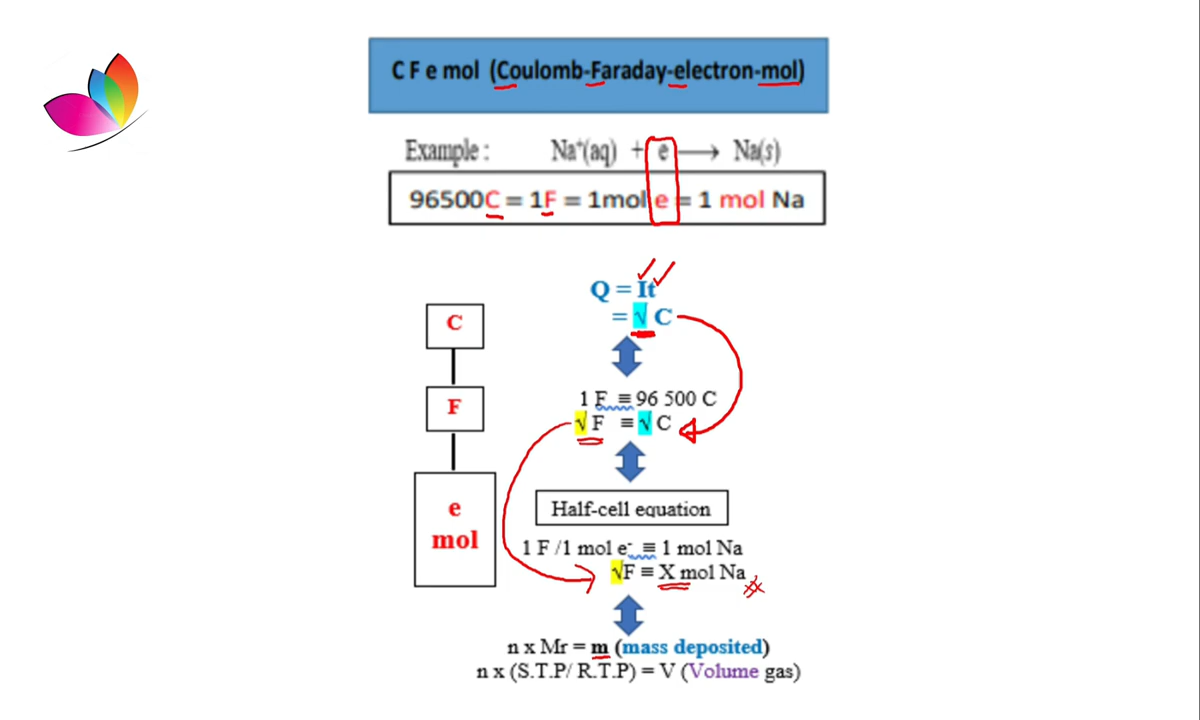 C F e mol (Coulomb-Faraday-electron-mol)
Example : Na⁺(aq) + e ⟶ Na(s)
96500C = 1F = 1mol e = 1 mol Na
Q = It
= √ C
C
1 F ≡ 96 500 C
F
√ F ≡ √ C
Half-cell equation
e
mol
1 F /1 mol e⁻ ≡ 1 mol Na
√F ≡ X mol Na
n x Mr = m (mass deposited)
n x (S.T.P/ R.T.P) = V (Volume gas)